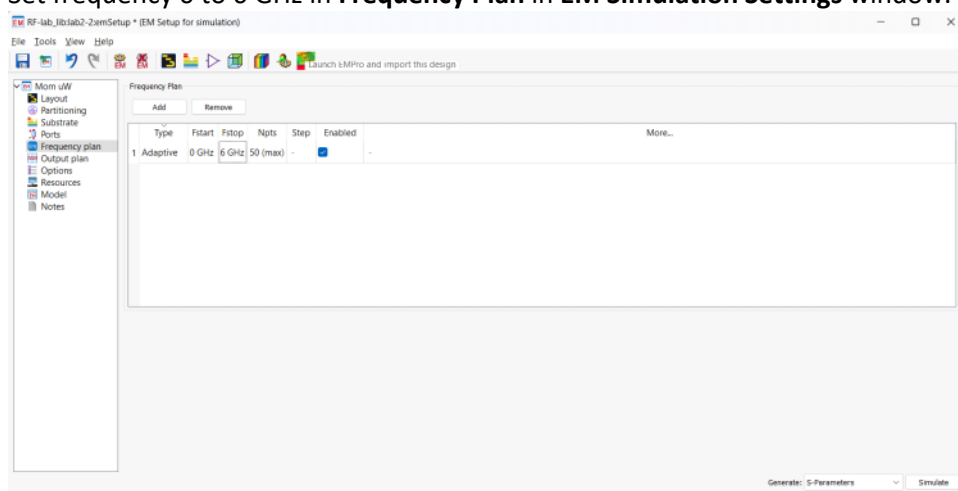 Set frequency 0 to 6 GHz in Frequency Plan in EM Simulation Settings window.
EM RF-lab_lib:lab2-2:emSetup * (EM Setup for simulation)
File Tools View Help
EM EM Launch EMPro and import this design
Mom uW
Layout
Partitioning
Substrate
Ports
Frequency plan
Output plan
Options
Resources
Model
Notes
Frequency Plan
Add Remove
Type Fstart Fstop Npts Step Enabled More...
1 Adaptive 0 GHz 6 GHz 50 (max) - -
Generate: S-Parameters Simulate